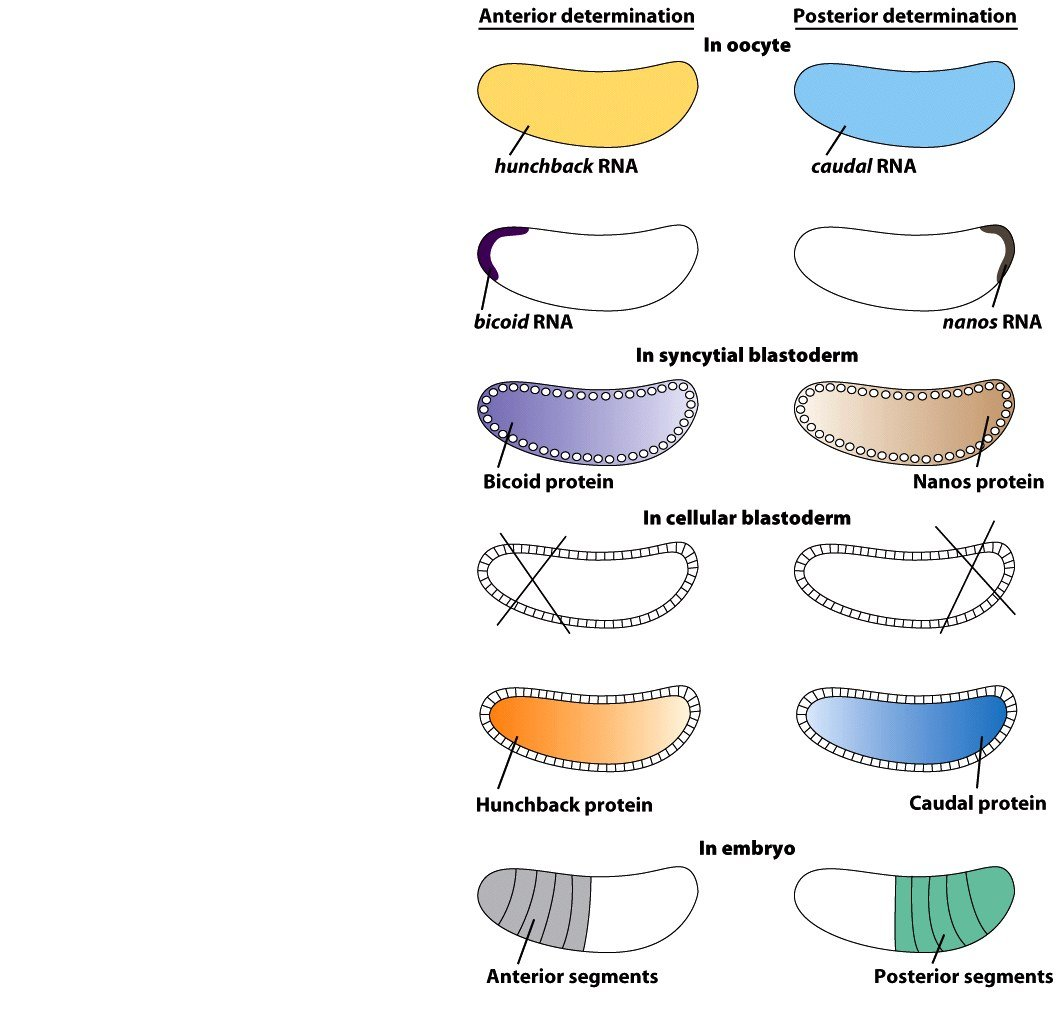 Anterior determination
Posterior determination
In oocyte
hunchback RNA
caudal RNA
bicoid RNA
nanos RNA
In syncytial blastoderm
Bicoid protein
Nanos protein
In cellular blastoderm
Hunchback protein
Caudal protein
In embryo
Anterior segments
Posterior segments